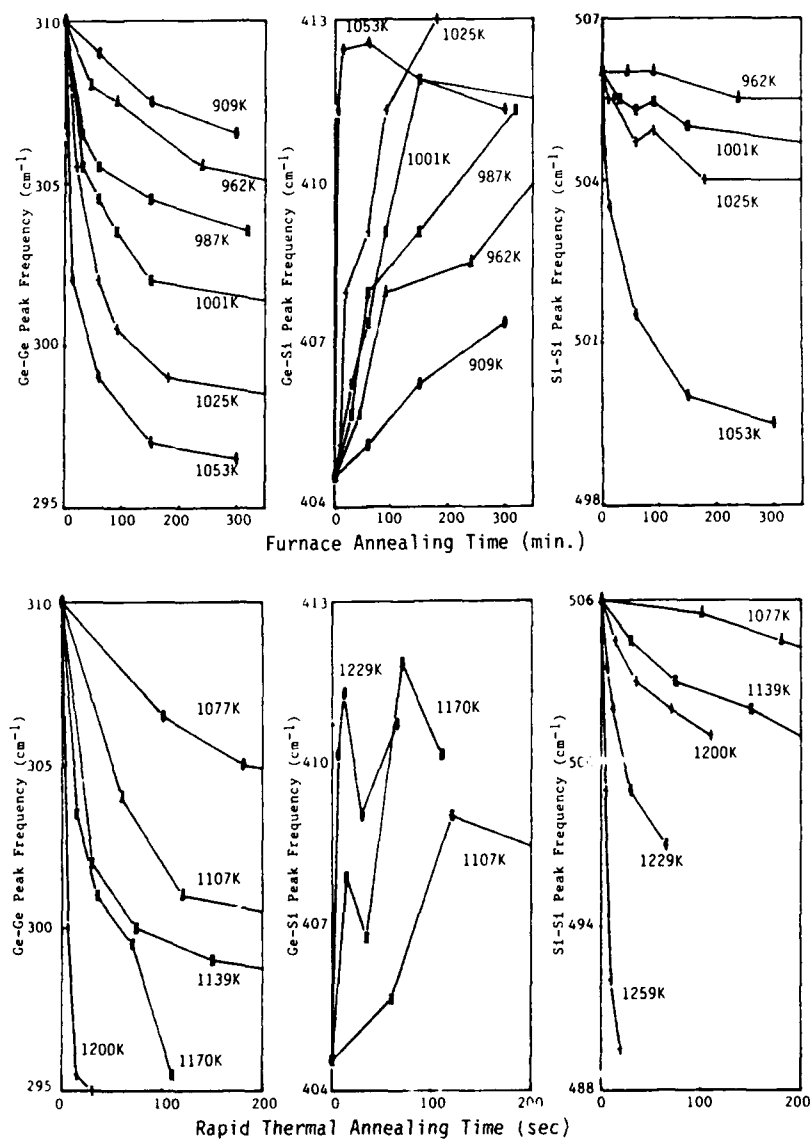 310
305
300
295
Ge-Ge Peak Frequency (cm⁻¹)
909K
962K
987K
1001K
1025K
1053K
0 100 200 300
413
410
407
404
Ge-Si Peak Frequency (cm⁻¹)
1053K
1025K
1001K
987K
962K
909K
0 100 200 300
507
504
501
498
Si-Si Peak Frequency (cm⁻¹)
962K
1001K
1025K
1053K
0 100 200 300
Furnace Annealing Time (min.)
310
305
300
295
Ge-Ge Peak Frequency (cm⁻¹)
1077K
1107K
1139K
1200K
1170K
0 100 200
413
410
407
404
Ge-Si Peak Frequency (cm⁻¹)
1229K
1170K
1107K
0 100 200
506
494
488
Si-Si Peak Frequency (cm⁻¹)
1077K
1139K
1200K
1229K
1259K
0 100 200
Rapid Thermal Annealing Time (sec)